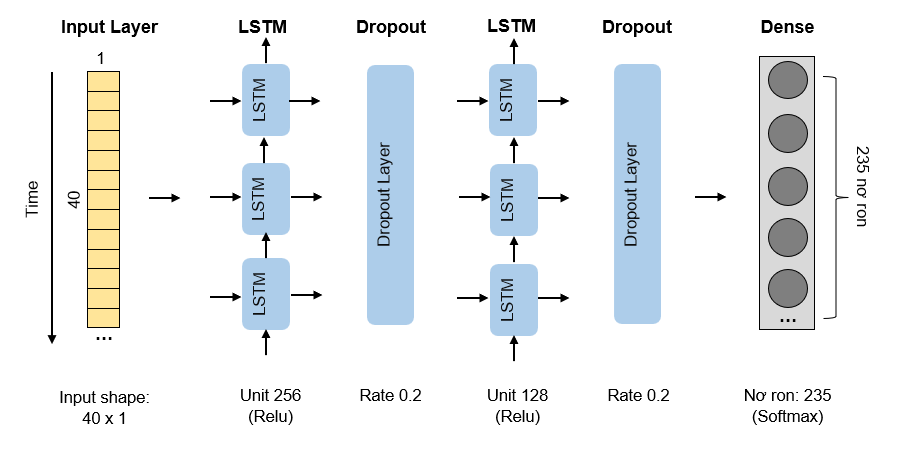 Input Layer
LSTM
Dropout
LSTM
Dropout
Dense
1
Time
40
...
LSTM
LSTM
LSTM
Dropout Layer
LSTM
LSTM
LSTM
Dropout Layer
...
235 nơ ron
Input shape:
40 x 1
Unit 256
(Relu)
Rate 0.2
Unit 128
(Relu)
Rate 0.2
Nơ ron: 235
(Softmax)